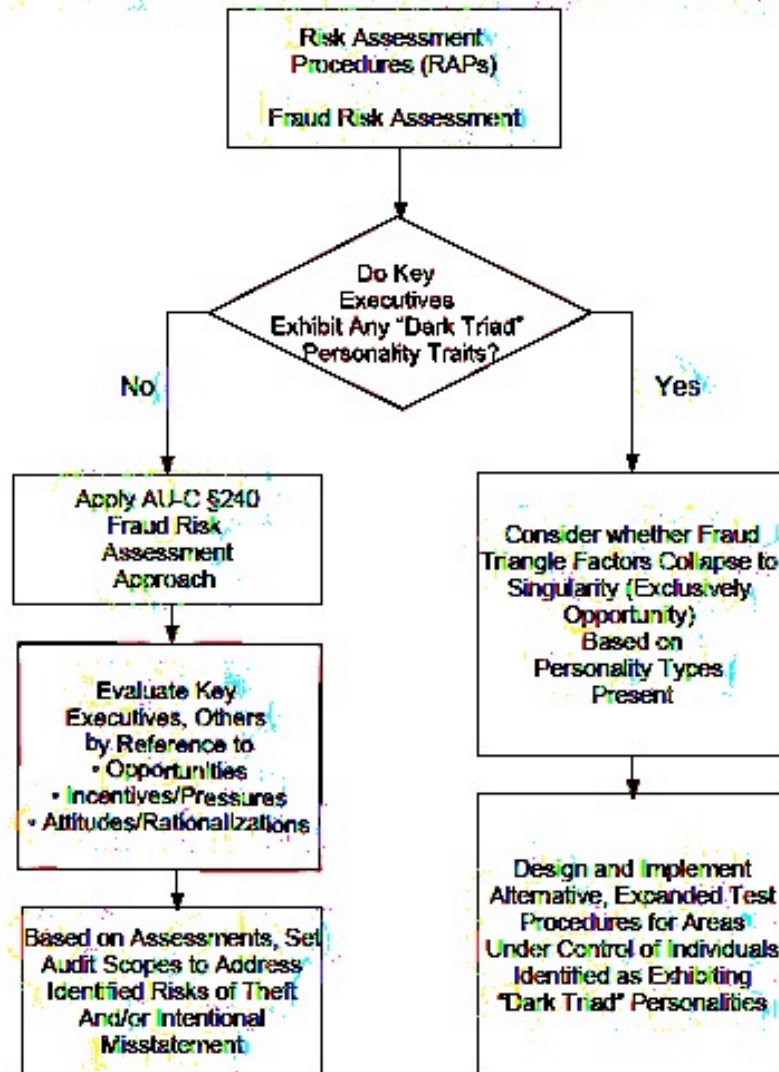 Risk Assessment
Procedures (RAPs)
Fraud Risk Assessment
Do Key
Executives
Exhibit Any “Dark Triad”
Personality Traits?
No
Yes
Apply AU-C §240
Fraud Risk
Assessment
Approach
Evaluate Key
Executives, Others
by Reference to
• Opportunities
• Incentives/Pressures
• Attitudes/Rationalizations
Based on Assessments, Set
Audit Scopes to Address
Identified Risks of Theft
And/or Intentional
Misstatement
Consider whether Fraud
Triangle Factors Collapse to
Singularity (Exclusively
Opportunity)
Based on
Personality Types
Present
Design and Implement
Alternative, Expanded Test
Procedures for Areas
Under Control of Individuals
Identified as Exhibiting
“Dark Triad” Personalities